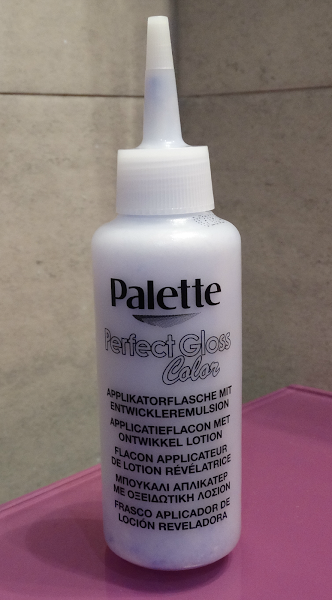 Palette
Perfect Gloss
Color
APPLIKATORFLASCHE MIT
ENTWICKLEREMULSION
APPLICATIEFLACON MET
ONTWIKKEL LOTION
FLACON APPLICATEUR
DE LOTION RÉVÉLATRICE
ΜΠΟΥΚΑΛΙ ΑΠΛΙΚΑΤΕΡ
ΜΕ ΟΞΕΙΔΩΤΙΚΗ ΛΟΣΙΟΝ
FRASCO APLICADOR DE
LOCIÓN REVELADORA